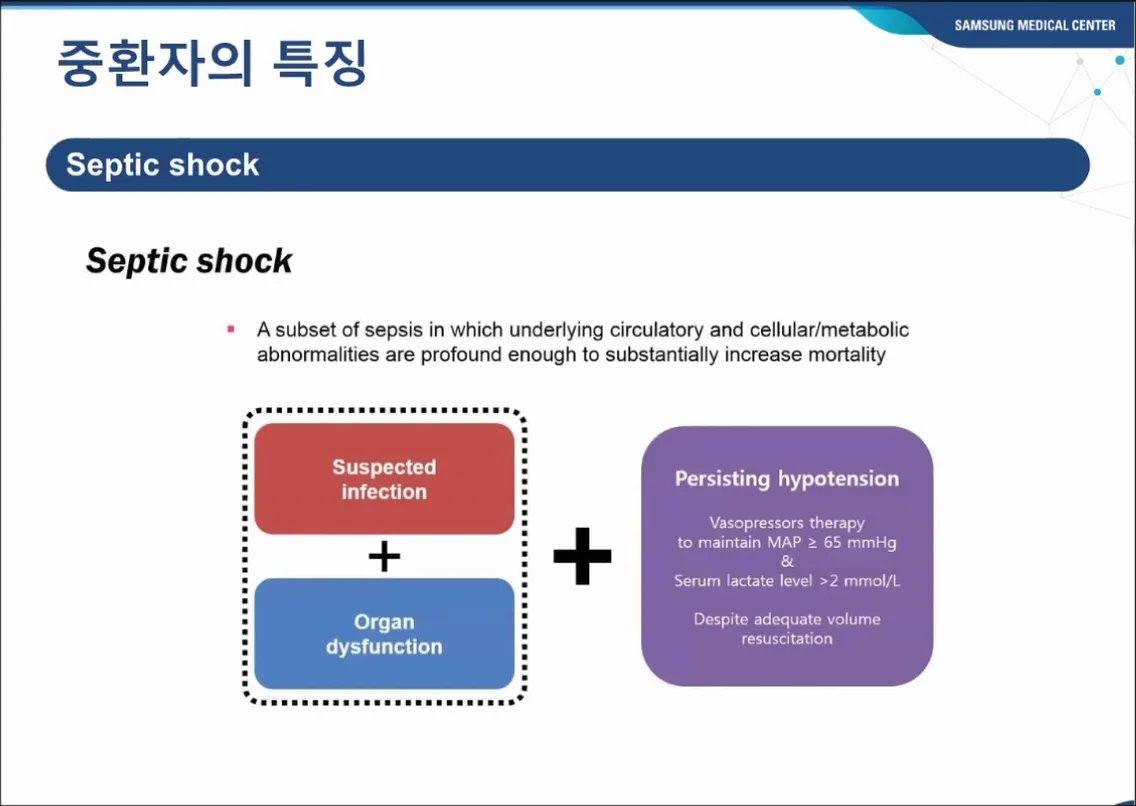 SAMSUNG MEDICAL CENTER
중환자의 특징
Septic shock
Septic shock
▪ A subset of sepsis in which underlying circulatory and cellular/metabolic
abnormalities are profound enough to substantially increase mortality
Suspected
infection
+
Organ
dysfunction
+
Persisting hypotension
Vasopressors therapy
to maintain MAP ≥ 65 mmHg
&
Serum lactate level >2 mmol/L
Despite adequate volume
resuscitation